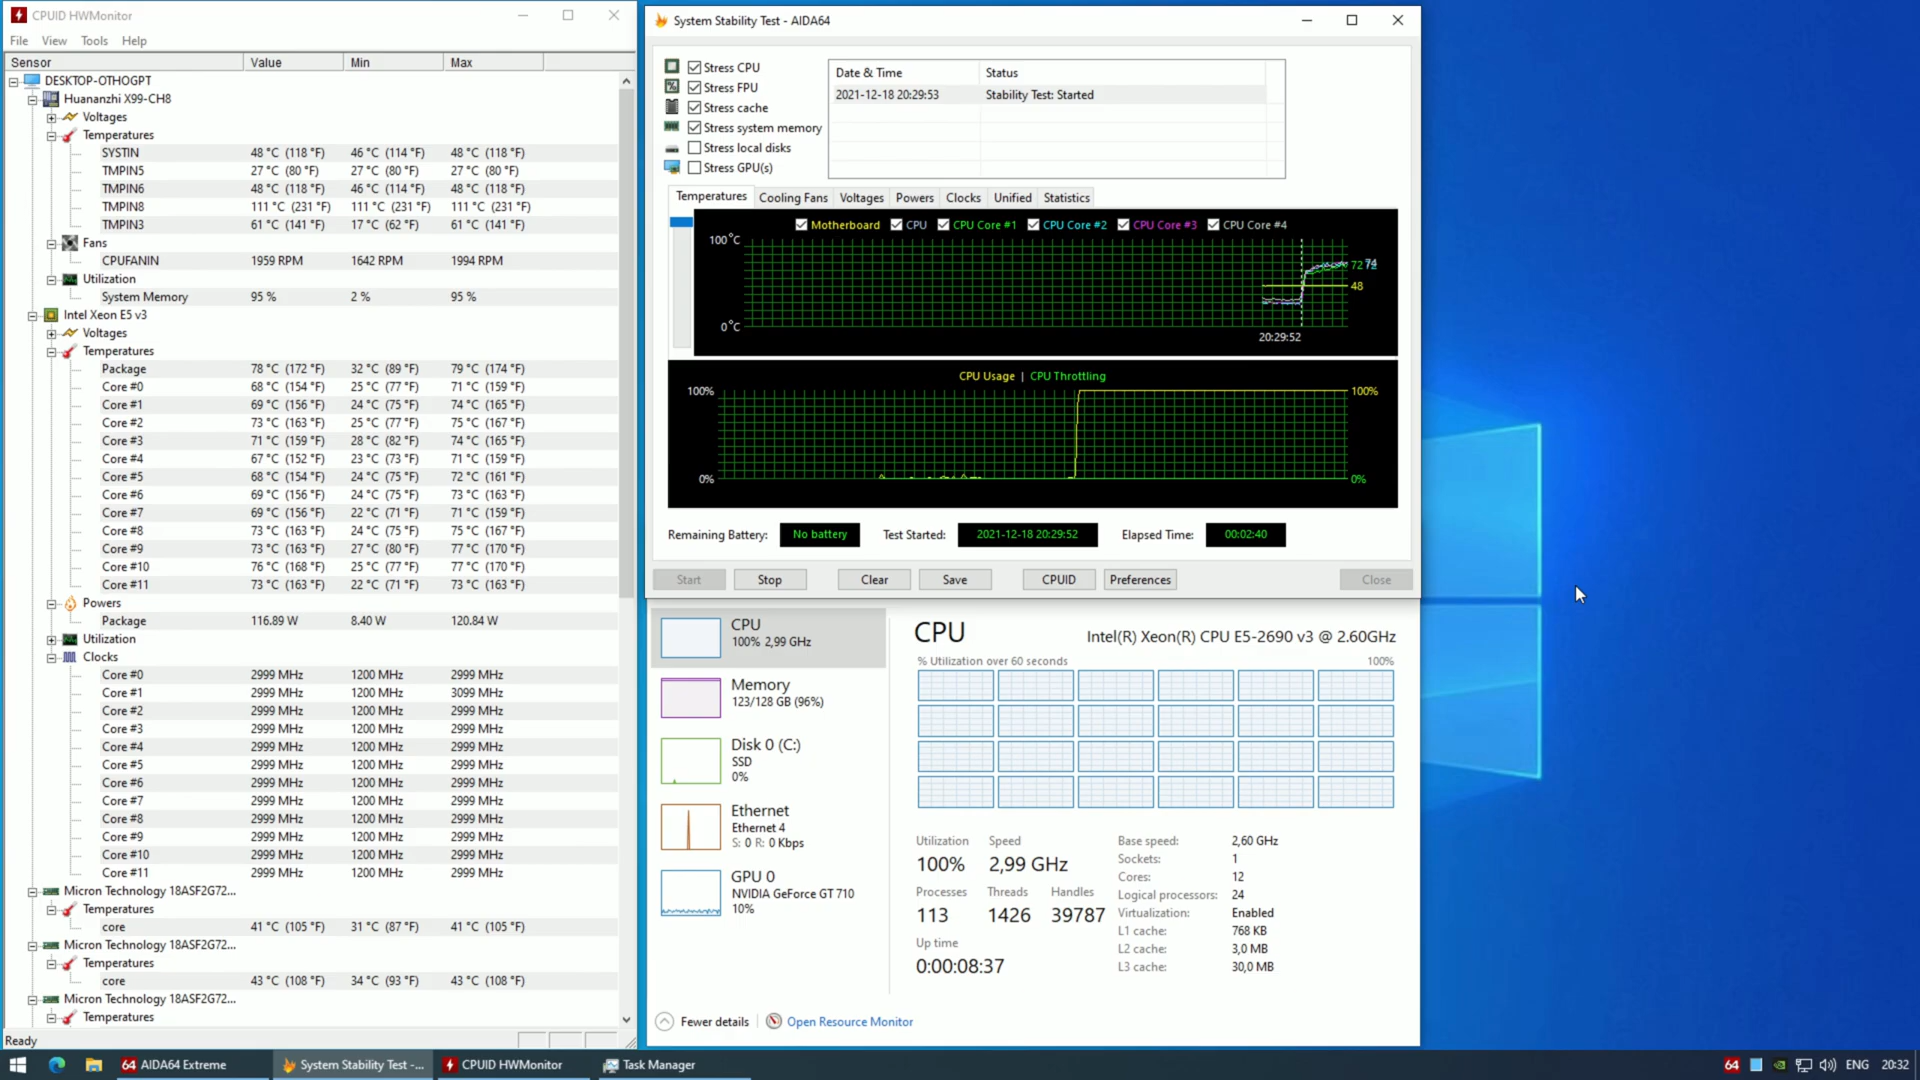 CPUID HWMonitor
File View Tools Help
Sensor Value Min Max
DESKTOP-OTHOGPT
Huananzhi X99-CH8
Voltages
Temperatures
SYSTIN 48 °C (118 °F) 46 °C (114 °F) 48 °C (118 °F)
TMPIN5 27 °C (80 °F) 27 °C (80 °F) 27 °C (80 °F)
TMPIN6 48 °C (118 °F) 46 °C (114 °F) 48 °C (118 °F)
TMPIN8 111 °C (231 °F) 111 °C (231 °F) 111 °C (231 °F)
TMPIN3 61 °C (141 °F) 17 °C (62 °F) 61 °C (141 °F)
Fans
CPUFANIN 1959 RPM 1642 RPM 1994 RPM
Utilization
System Memory 95 % 2 % 95 %
Intel Xeon E5 v3
Voltages
Temperatures
Package 78 °C (172 °F) 32 °C (89 °F) 79 °C (174 °F)
Core #0 68 °C (154 °F) 25 °C (77 °F) 71 °C (159 °F)
Core #1 69 °C (156 °F) 24 °C (75 °F) 74 °C (165 °F)
Core #2 73 °C (163 °F) 25 °C (77 °F) 75 °C (167 °F)
Core #3 71 °C (159 °F) 28 °C (82 °F) 74 °C (165 °F)
Core #4 67 °C (152 °F) 23 °C (73 °F) 71 °C (159 °F)
Core #5 68 °C (154 °F) 24 °C (75 °F) 72 °C (161 °F)
Core #6 69 °C (156 °F) 24 °C (75 °F) 73 °C (163 °F)
Core #7 69 °C (156 °F) 22 °C (71 °F) 71 °C (159 °F)
Core #8 73 °C (163 °F) 24 °C (75 °F) 75 °C (167 °F)
Core #9 73 °C (163 °F) 27 °C (80 °F) 77 °C (170 °F)
Core #10 76 °C (168 °F) 25 °C (77 °F) 77 °C (170 °F)
Core #11 73 °C (163 °F) 22 °C (71 °F) 73 °C (163 °F)
Powers
Package 116.89 W 8.40 W 120.84 W
Utilization
Clocks
Core #0 2999 MHz 1200 MHz 2999 MHz
Core #1 2999 MHz 1200 MHz 3099 MHz
Core #2 2999 MHz 1200 MHz 2999 MHz
Core #3 2999 MHz 1200 MHz 2999 MHz
Core #4 2999 MHz 1200 MHz 2999 MHz
Core #5 2999 MHz 1200 MHz 2999 MHz
Core #6 2999 MHz 1200 MHz 2999 MHz
Core #7 2999 MHz 1200 MHz 2999 MHz
Core #8 2999 MHz 1200 MHz 2999 MHz
Core #9 2999 MHz 1200 MHz 2999 MHz
Core #10 2999 MHz 1200 MHz 2999 MHz
Core #11 2999 MHz 1200 MHz 2999 MHz
Micron Technology 18ASF2G72...
Temperatures
core 41 °C (105 °F) 31 °C (87 °F) 41 °C (105 °F)
Micron Technology 18ASF2G72...
Temperatures
core 43 °C (108 °F) 34 °C (93 °F) 43 °C (108 °F)
Micron Technology 18ASF2G72...
Temperatures
Ready
System Stability Test - AIDA64
Stress CPU
Stress FPU
Stress cache
Stress system memory
Stress local disks
Stress GPU(s)
Date & Time Status
2021-12-18 20:29:53 Stability Test: Started
Temperatures Cooling Fans Voltages Powers Clocks Unified Statistics
Motherboard CPU CPU Core #1 CPU Core #2 CPU Core #3 CPU Core #4
100°C
74
72 72
48
0°C
20:29:52
CPU Usage | CPU Throttling
100% 100%
0% 0%
Remaining Battery: No battery Test Started: 2021-12-18 20:29:52 Elapsed Time: 00:02:40
Start Stop Clear Save CPUID Preferences Close
CPU
100% 2,99 GHz
Memory
123/128 GB (96%)
Disk 0 (C:)
SSD
0%
Ethernet
Ethernet 4
S: 0 R: 0 Kbps
GPU 0
NVIDIA GeForce GT 710
10%
CPU Intel(R) Xeon(R) CPU E5-2690 v3 @ 2.60GHz
% Utilization over 60 seconds 100%
Utilization Speed
100% 2,99 GHz
Processes Threads Handles
113 1426 39787
Up time
0:00:08:37
Base speed: 2,60 GHz
Sockets: 1
Cores: 12
Logical processors: 24
Virtualization: Enabled
L1 cache: 768 KB
L2 cache: 3,0 MB
L3 cache: 30,0 MB
Fewer details Open Resource Monitor
64 AIDA64 Extreme System Stability Test -... CPUID HWMonitor Task Manager 64 ENG 20:32